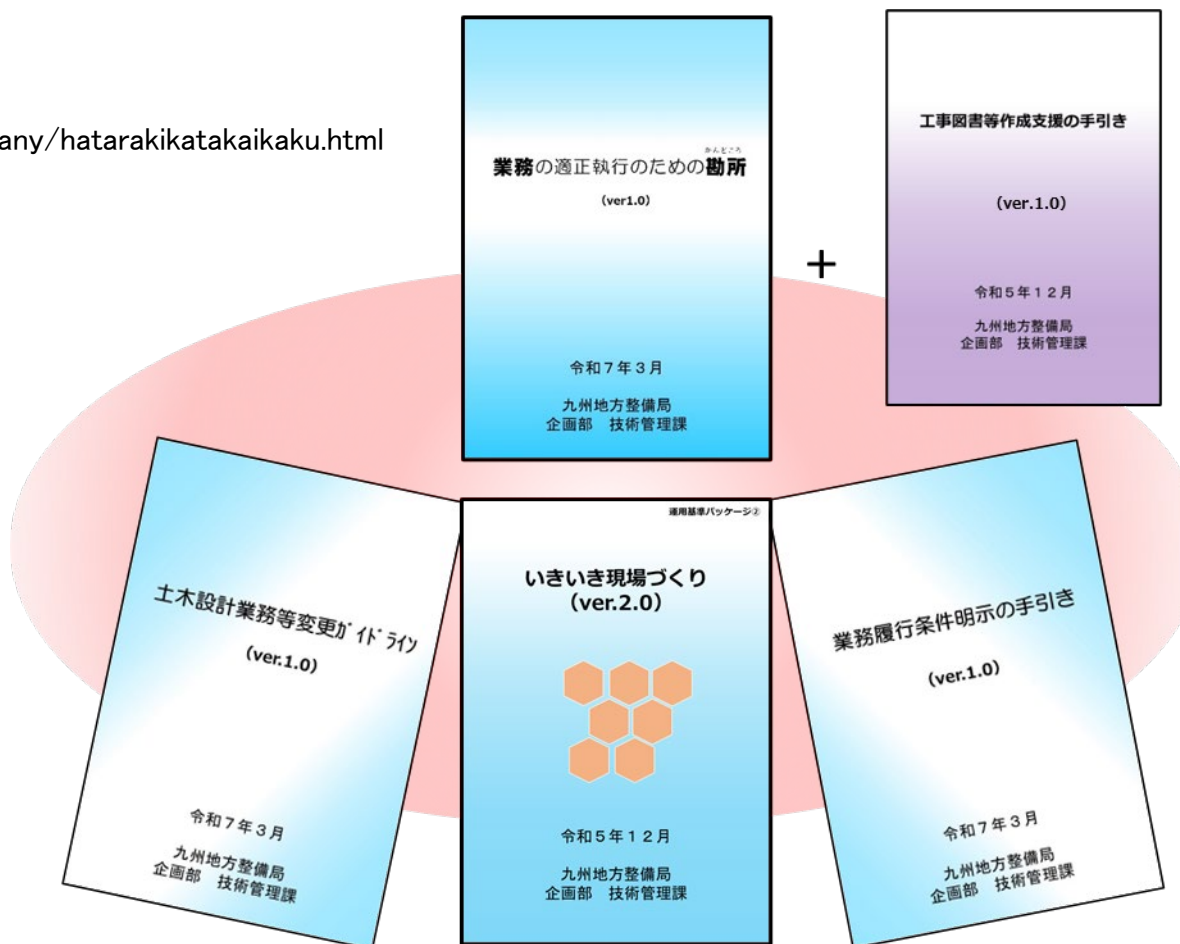 any/hatarakikatakaikaku.html
かんどころ
業務の適正執行のための勘所
(ver1.0)
令和7年3月
九州地方整備局
企画部 技術管理課
+
工事図書等作成支援の手引き
(ver.1.0)
令和5年12月
九州地方整備局
企画部 技術管理課
土木設計業務等変更ガイドライン
(ver.1.0)
令和7年3月
九州地方整備局
企画部 技術管理課
運用基準パッケージ②
いきいき現場づくり
(ver.2.0)
令和5年12月
九州地方整備局
企画部 技術管理課
業務履行条件明示の手引き
(ver.1.0)
令和7年3月
九州地方整備局
企画部 技術管理課